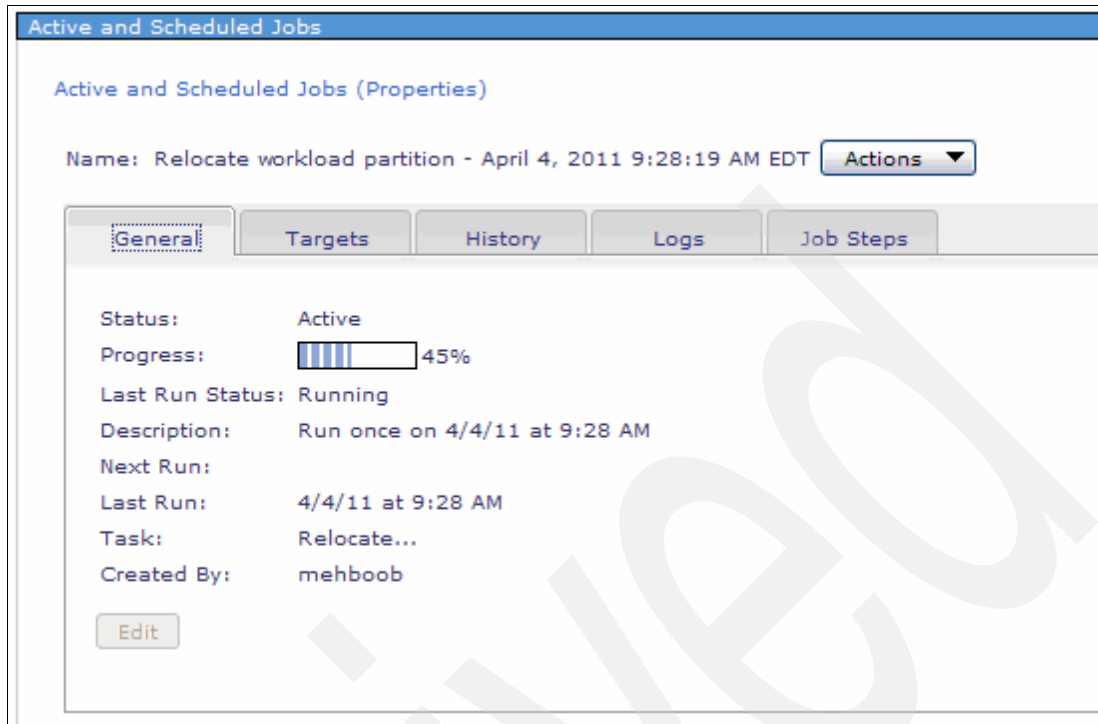 Active and Scheduled Jobs
Active and Scheduled Jobs (Properties)
Name: Relocate workload partition - April 4, 2011 9:28:19 AM EDT Actions
General Targets History Logs Job Steps
Status: Active
Progress: 45%
Last Run Status: Running
Description: Run once on 4/4/11 at 9:28 AM
Next Run:
Last Run: 4/4/11 at 9:28 AM
Task: Relocate...
Created By: mehboob
Edit